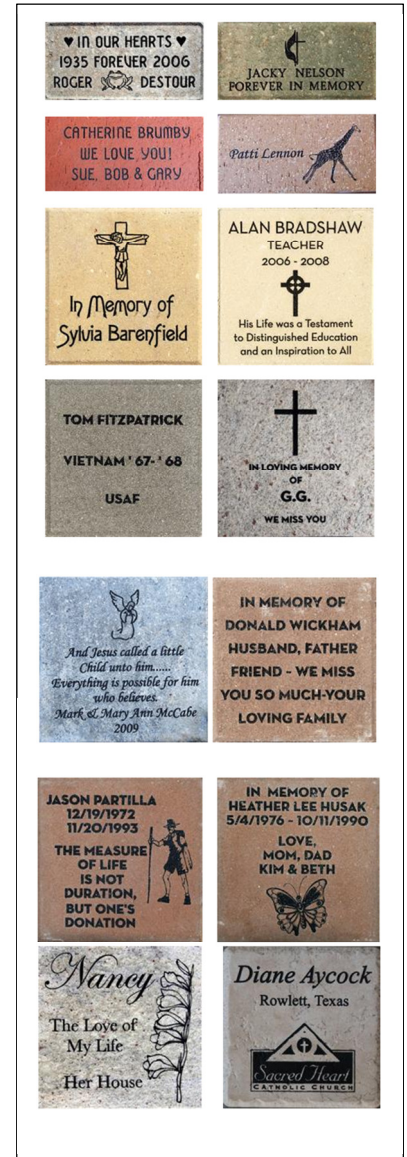 ♥ IN OUR HEARTS ♥
1935 FOREVER 2006
ROGER DESTOUR
JACKY NELSON
FOREVER IN MEMORY
CATHERINE BRUMBY
WE LOVE YOU!
SUE, BOB & GARY
Patti Lennon
In Memory of
Sylvia Barenfield
ALAN BRADSHAW
TEACHER
2006 - 2008
His Life was a Testament
to Distinguished Education
and an Inspiration to All
TOM FITZPATRICK
VIETNAM ' 67- ' 68
USAF
IN LOVING MEMORY
OF
G.G.
WE MISS YOU
And Jesus called a little
Child unto him......
Everything is possible for him
who believes.
Mark & Mary Ann McCabe
2009
IN MEMORY OF
DONALD WICKHAM
HUSBAND, FATHER
FRIEND - WE MISS
YOU SO MUCH-YOUR
LOVING FAMILY
JASON PARTILLA
12/19/1972
11/20/1993
THE MEASURE
OF LIFE
IS NOT
DURATION,
BUT ONE'S
DONATION
IN MEMORY OF
HEATHER LEE HUSAK
5/4/1976 - 10/11/1990
LOVE,
MOM, DAD
KIM & BETH
Nancy
The Love of
My Life
Her House
Diane Aycock
Rowlett, Texas
Sacred Heart
CATHOLIC CHURCH